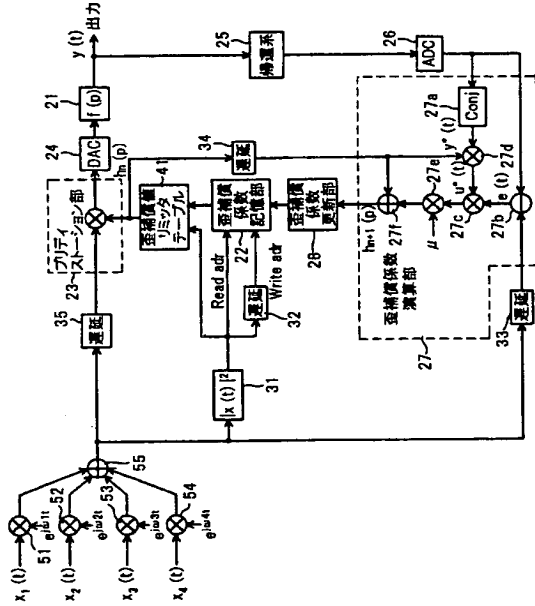 x₁ (t)
51
e^jω1t
x₂ (t)
52
e^jω2t
x₃ (t)
53
e^jω3t
x₄ (t)
54
e^jω4t
55
35
遅延
プリディ
ストーション部
23
24
DAC
21
f (p)
y (t)
出力
hn (p)
41
歪補償値
リミッタ
テーブル
34
遅延
25
帰還系
26
ADC
|x (t) |²
31
Read adr
歪補償
係数
記憶部
22
Write adr
遅延
32
歪補償
係数
更新部
28
hn+1 (p)
27f
27e
μ
u* (t)
27c
27a
Conj
y* (t)
27d
e (t)
27b
歪補償係数
演算部
27
遅延
33